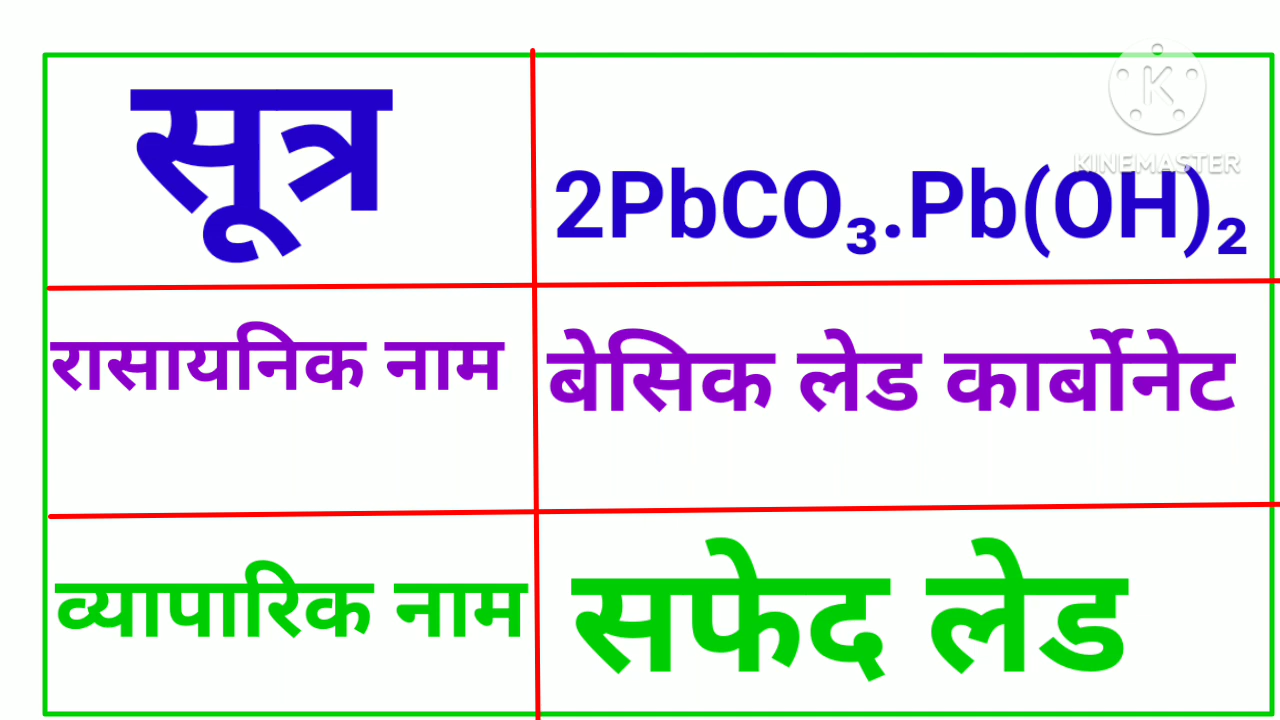 सूत्र
2PbCO₃.Pb(OH)₂
KINEMASTER
रासायनिक नाम
बेसिक लेड कार्बोनेट
व्यापारिक नाम
सफेद लेड